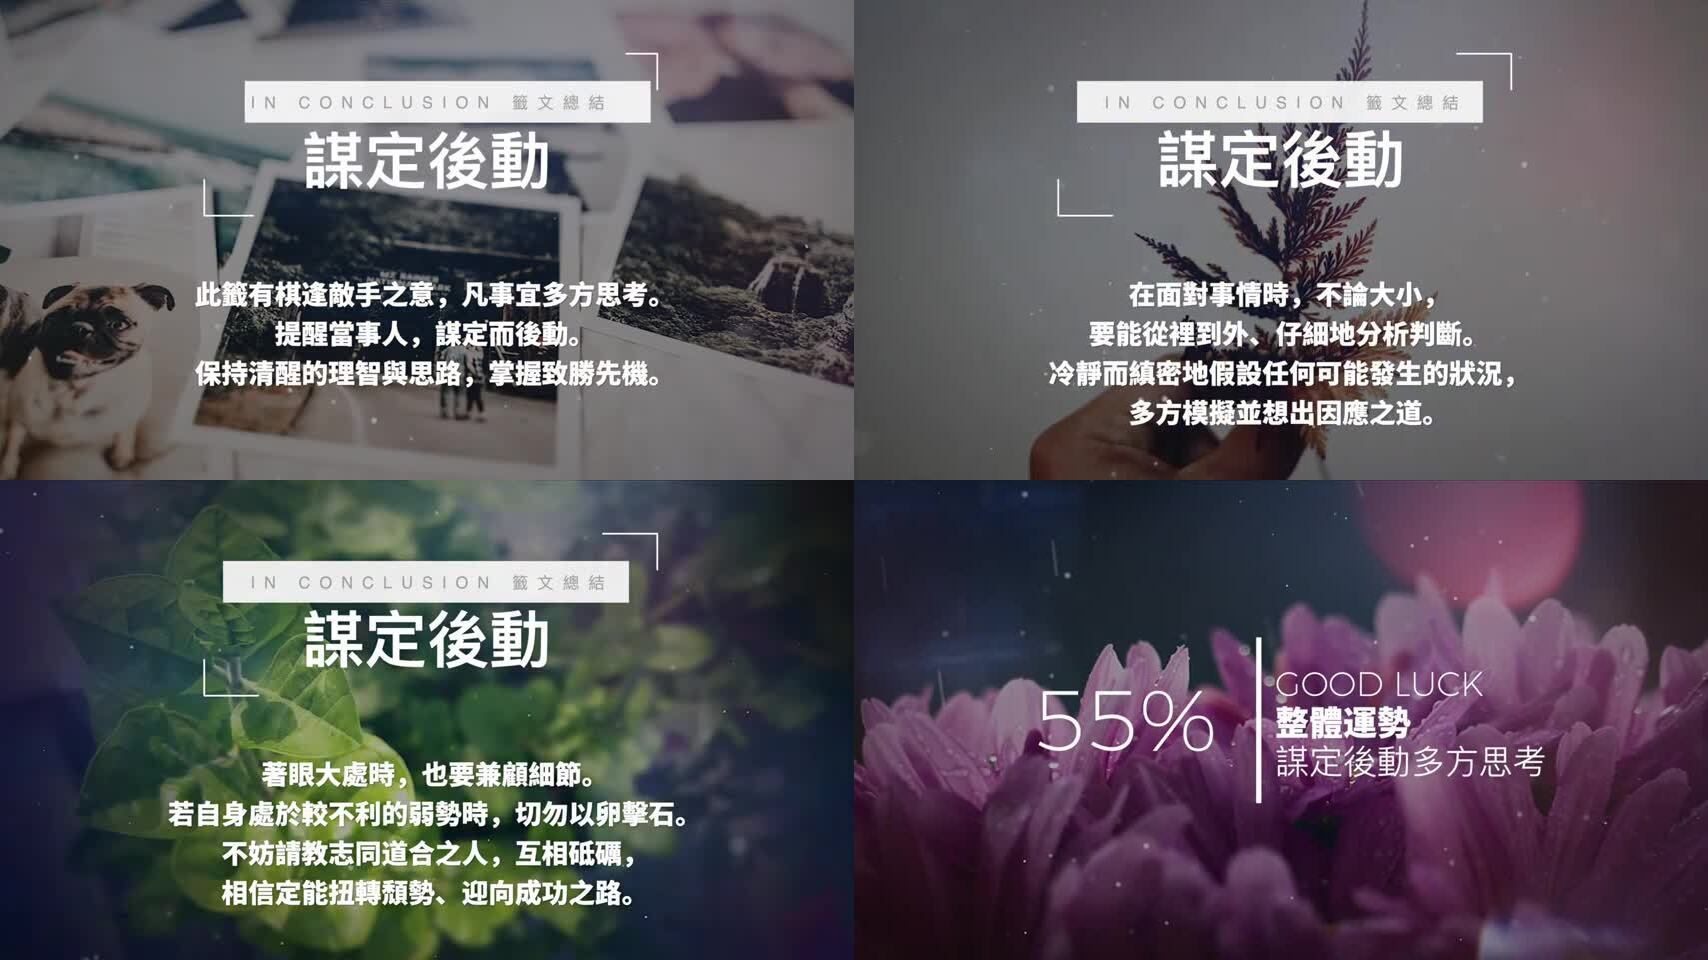 IN CONCLUSION 籤文總結
謀定後動
此籤有棋逢敵手之意，凡事宜多方思考。
提醒當事人，謀定而後動。
保持清醒的理智與思路，掌握致勝先機。
IN CONCLUSION 籤文總結
謀定後動
在面對事情時，不論大小，
要能從裡到外、仔細地分析判斷。
冷靜而縝密地假設任何可能發生的狀況，
多方模擬並想出因應之道。
IN CONCLUSION 籤文總結
謀定後動
著眼大處時，也要兼顧細節。
若自身處於較不利的弱勢時，切勿以卵擊石。
不妨請教志同道合之人，互相砥礪，
相信定能扭轉頹勢、迎向成功之路。
55%
GOOD LUCK
整體運勢
謀定後動多方思考